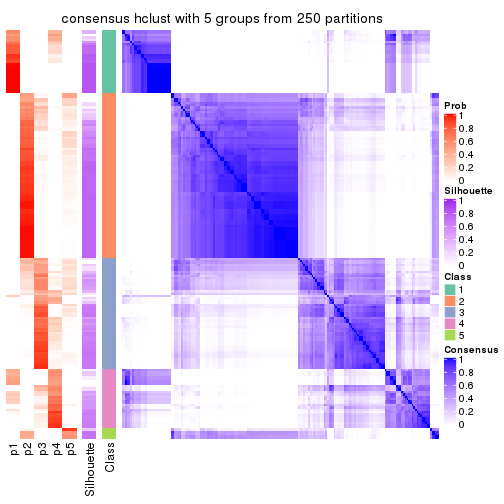 consensus hclust with 5 groups from 250 partitions
Prob
1
0.8
0.6
0.4
0.2
0
Silhouette
1
0.8
0.6
0.4
0.2
0
Class
1
2
3
4
5
Consensus
1
0.8
0.6
0.4
0.2
0
p1
p2
p3
p4
p5
Silhouette
Class